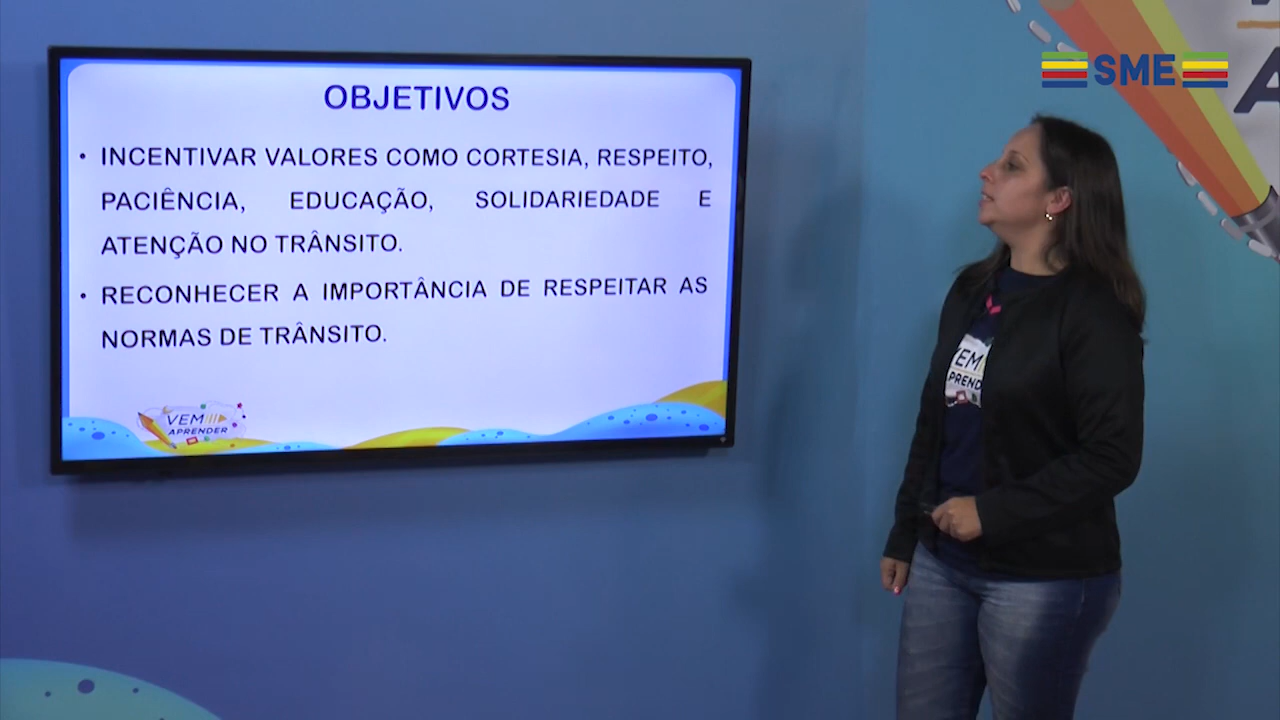 SME
OBJETIVOS
• INCENTIVAR VALORES COMO CORTESIA, RESPEITO,
PACIÊNCIA, EDUCAÇÃO, SOLIDARIEDADE E
ATENÇÃO NO TRÂNSITO.
• RECONHECER A IMPORTÂNCIA DE RESPEITAR AS
NORMAS DE TRÂNSITO.
VEM
APRENDER
VEM